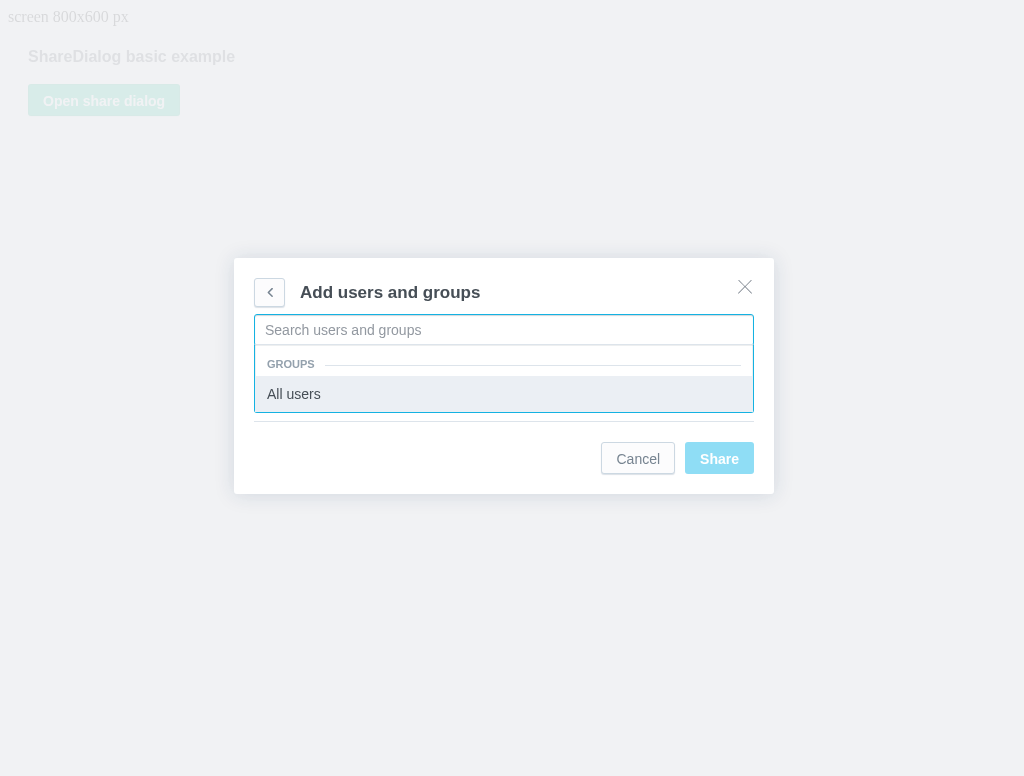 screen 800x600 px
ShareDialog basic example
Open share dialog
Add users and groups
Search users and groups
GROUPS
All users
Cancel
Share